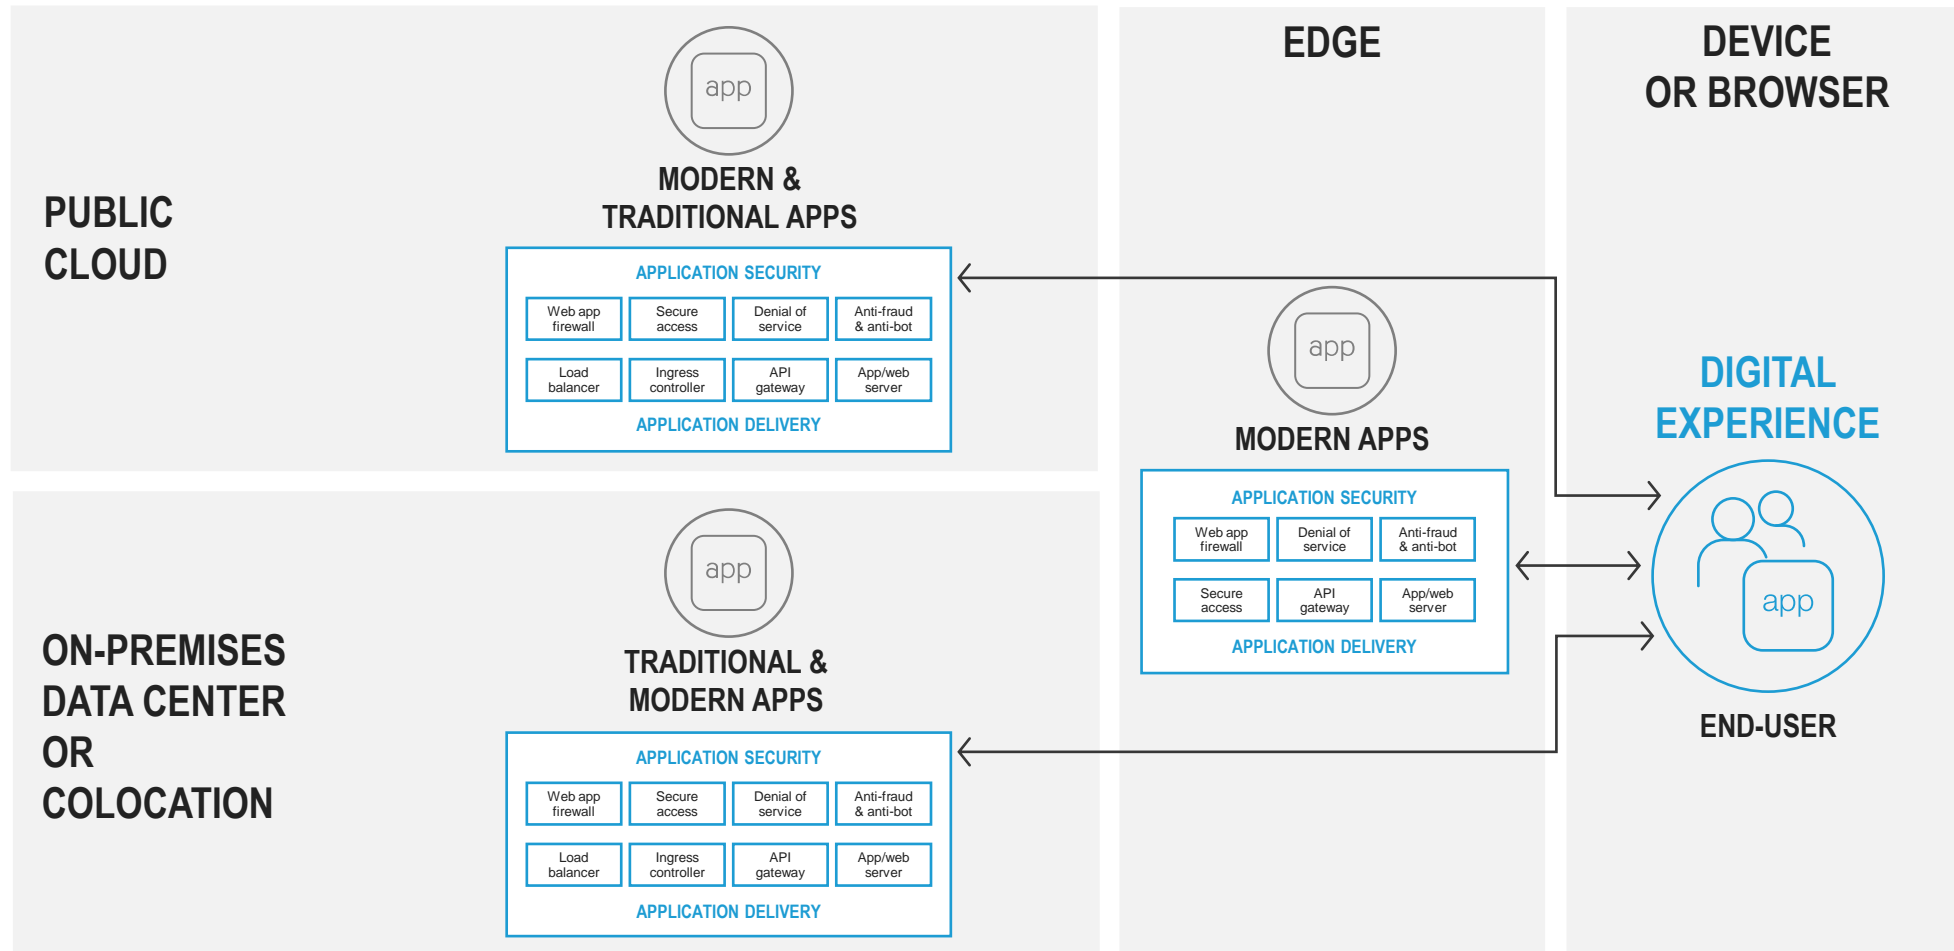 PUBLIC
CLOUD
app
MODERN &
TRADITIONAL APPS
APPLICATION SECURITY
Web app
firewall
Secure
access
Denial of
service
Anti-fraud
& anti-bot
Load
balancer
Ingress
controller
API
gateway
App/web
server
APPLICATION DELIVERY
ON-PREMISES
DATA CENTER
OR
COLOCATION
app
TRADITIONAL &
MODERN APPS
APPLICATION SECURITY
Web app
firewall
Secure
access
Denial of
service
Anti-fraud
& anti-bot
Load
balancer
Ingress
controller
API
gateway
App/web
server
APPLICATION DELIVERY
EDGE
app
MODERN APPS
APPLICATION SECURITY
Web app
firewall
Denial of
service
Anti-fraud
& anti-bot
Secure
access
API
gateway
App/web
server
APPLICATION DELIVERY
DEVICE
OR BROWSER
DIGITAL
EXPERIENCE
app
END-USER